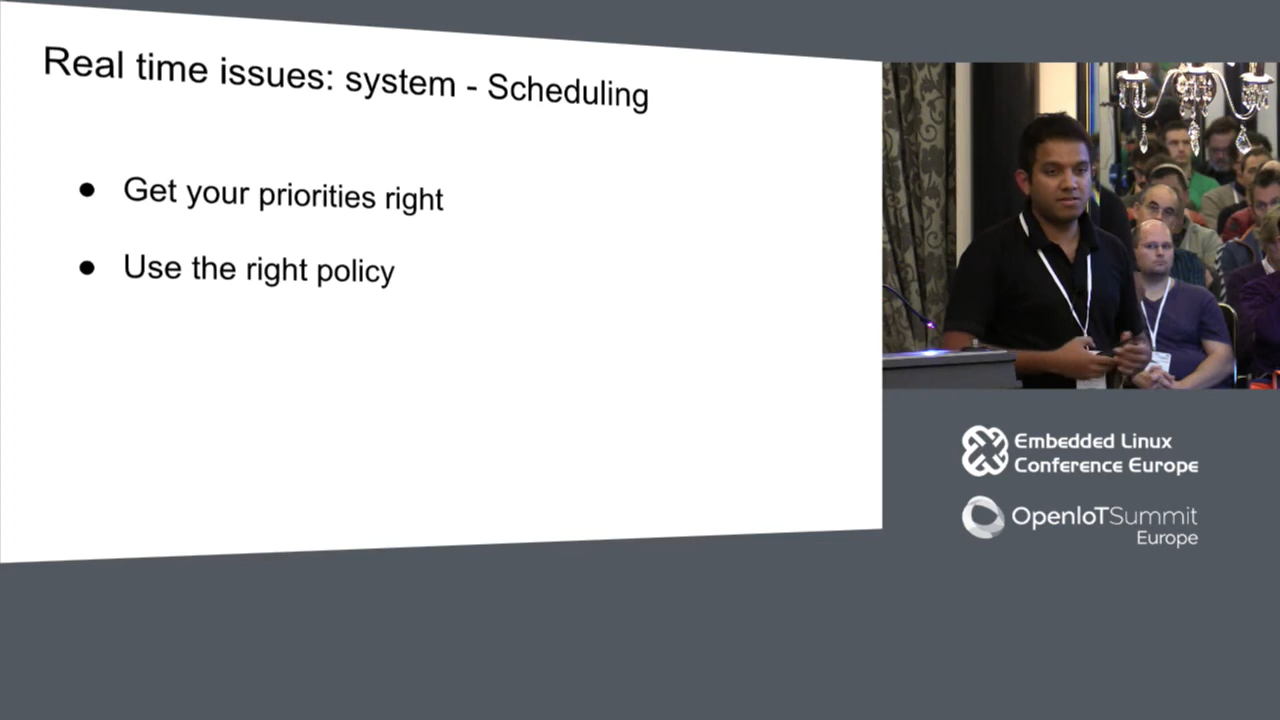 Real time issues: system - Scheduling
● Get your priorities right
● Use the right policy
Embedded Linux
Conference Europe
OpenIoTSummit
Europe